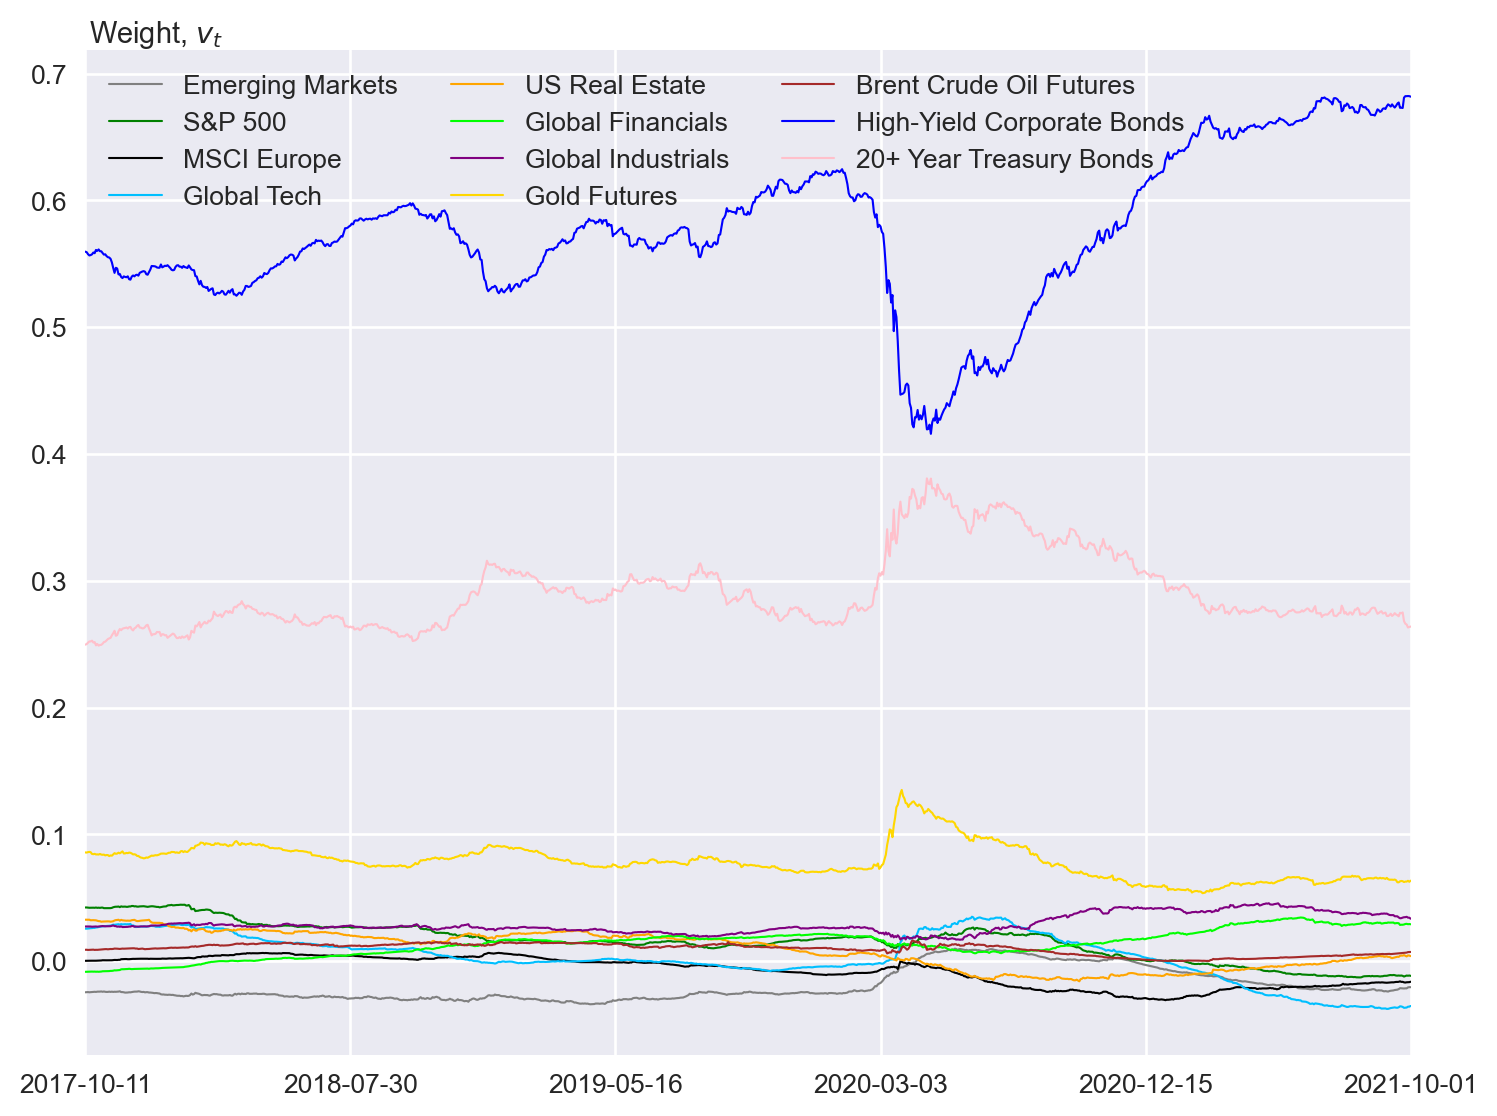 Weight, vt
0.7
0.6
0.5
0.4
0.3
0.2
0.1
0.0
Emerging Markets
S&P 500
MSCI Europe
Global Tech
US Real Estate
Global Financials
Global Industrials
Gold Futures
Brent Crude Oil Futures
High-Yield Corporate Bonds
20+ Year Treasury Bonds
2017-10-11 2018-07-30 2019-05-16 2020-03-03 2020-12-15 2021-10-01